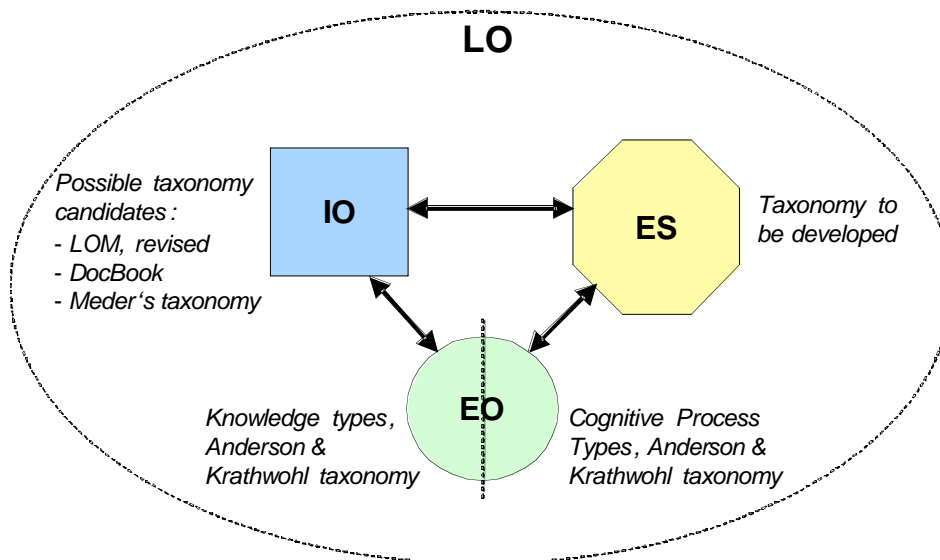 LO
Possible taxonomy
candidates :
- LOM, revised
- DocBook
- Meder‘s taxonomy
IO
ES
Taxonomy to
be developed
EO
Knowledge types,
Anderson &
Krathwohl taxonomy
Cognitive Process
Types, Anderson &
Krathwohl taxonomy